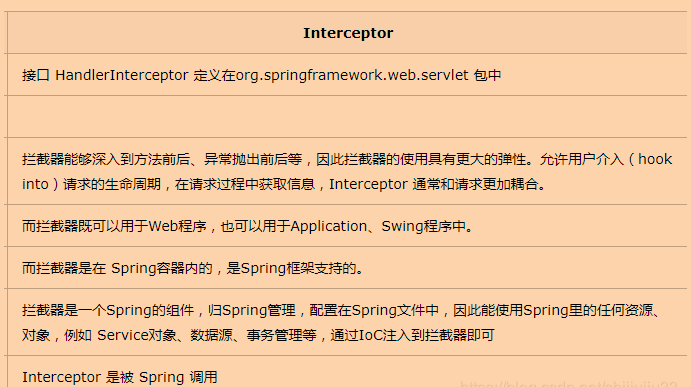 Interceptor
接口 HandlerInterceptor 定义在org.springframework.web.servlet 包中
拦截器能够深入到方法前后、异常抛出前后等，因此拦截器的使用具有更大的弹性。允许用户介入（hook
into）请求的生命周期，在请求过程中获取信息，Interceptor 通常和请求更加耦合。
而拦截器既可以用于Web程序，也可以用于Application、Swing程序中。
而拦截器是在 Spring容器内的，是Spring框架支持的。
拦截器是一个Spring的组件，归Spring管理，配置在Spring文件中，因此能使用Spring里的任何资源、
对象，例如 Service对象、数据源、事务管理等，通过IoC注入到拦截器即可
Interceptor 是被 Spring 调用